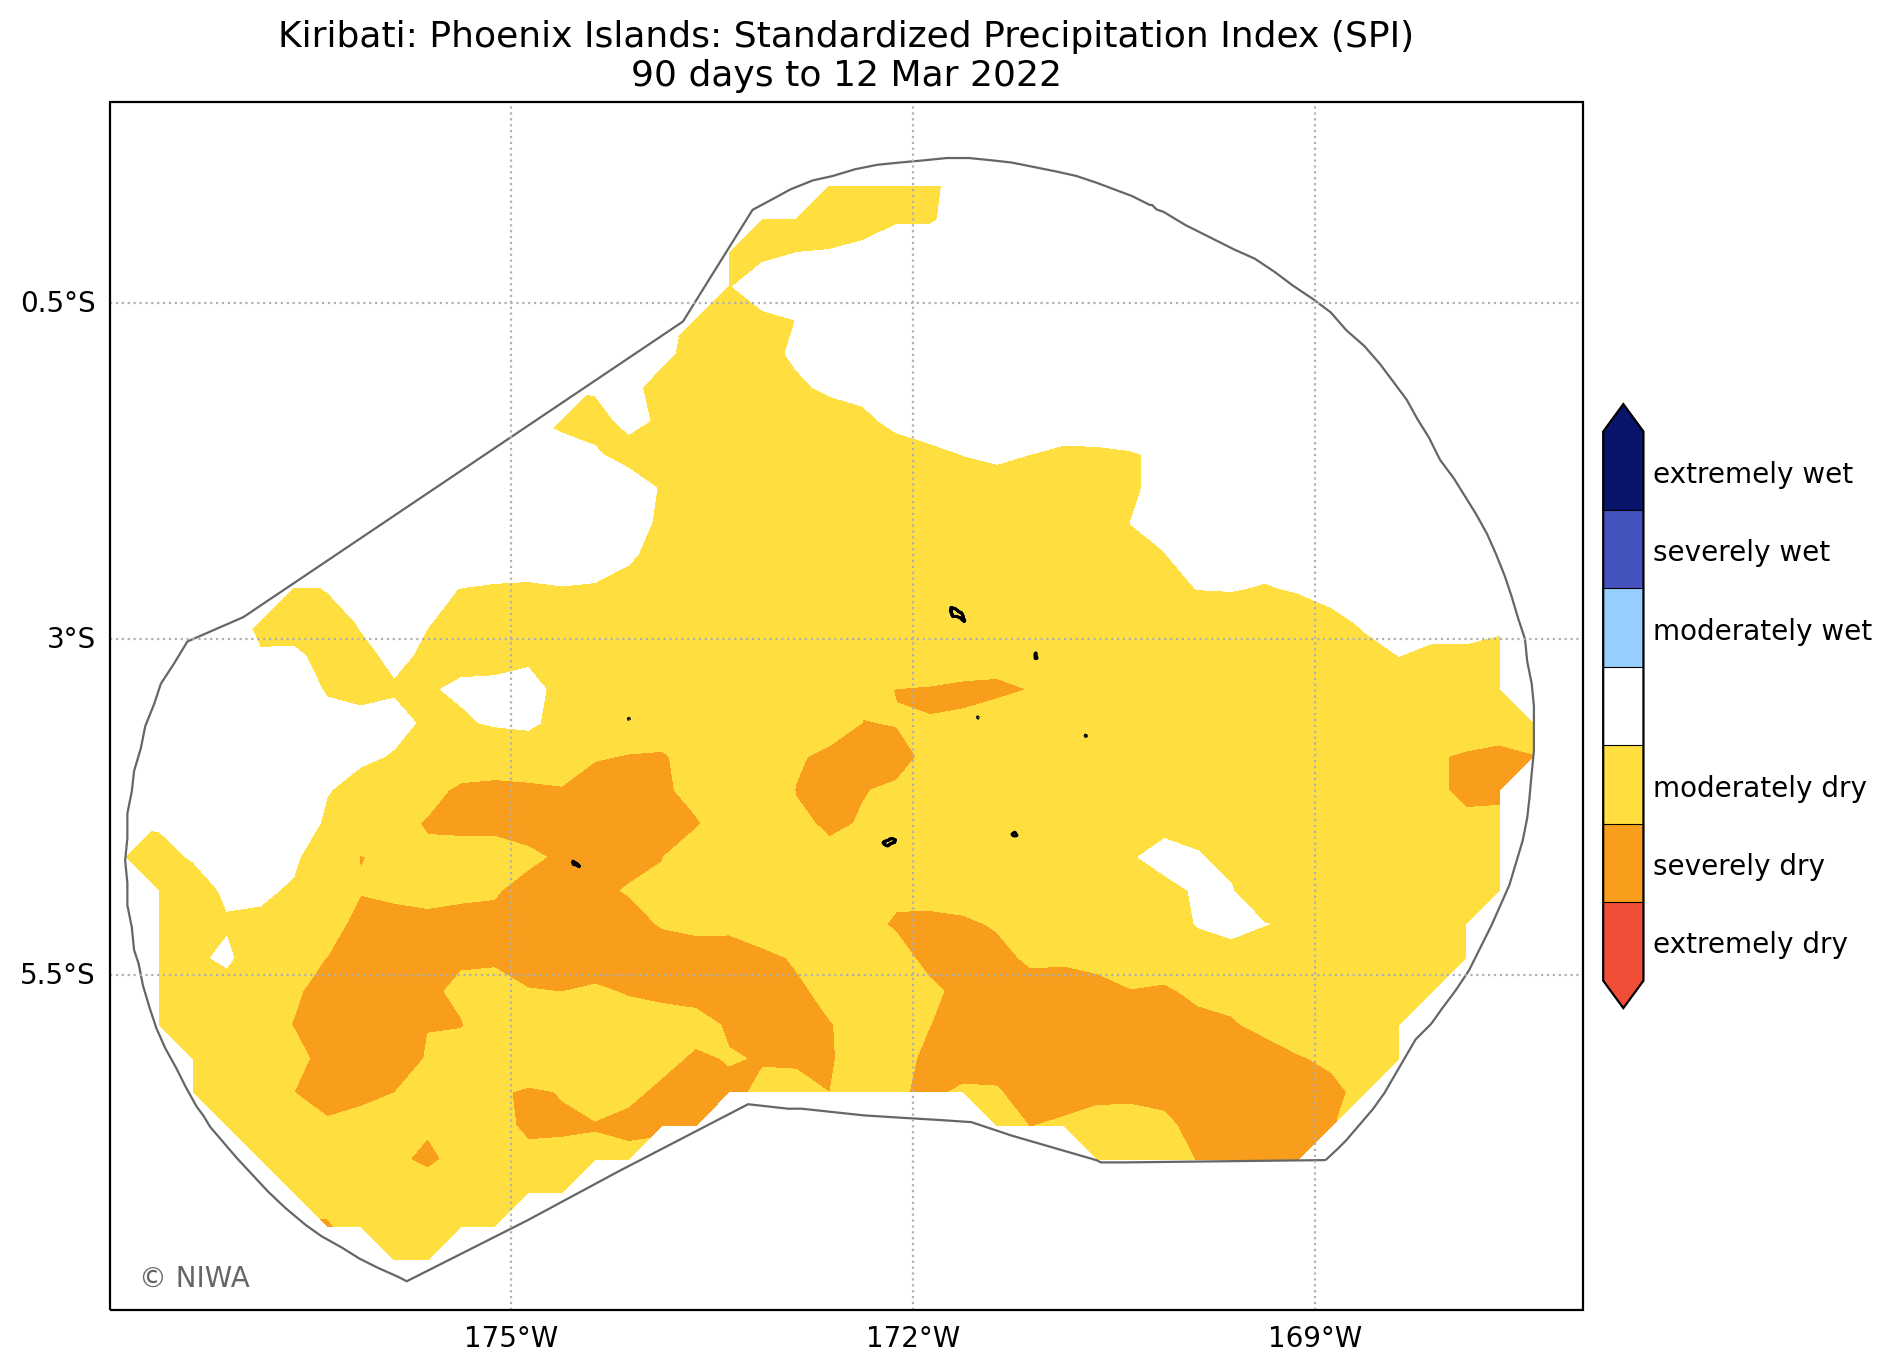 Kiribati: Phoenix Islands: Standardized Precipitation Index (SPI)
90 days to 12 Mar 2022
0.5°S
3°S
5.5°S
175°W
172°W
169°W
extremely wet
severely wet
moderately wet
moderately dry
severely dry
extremely dry
© NIWA